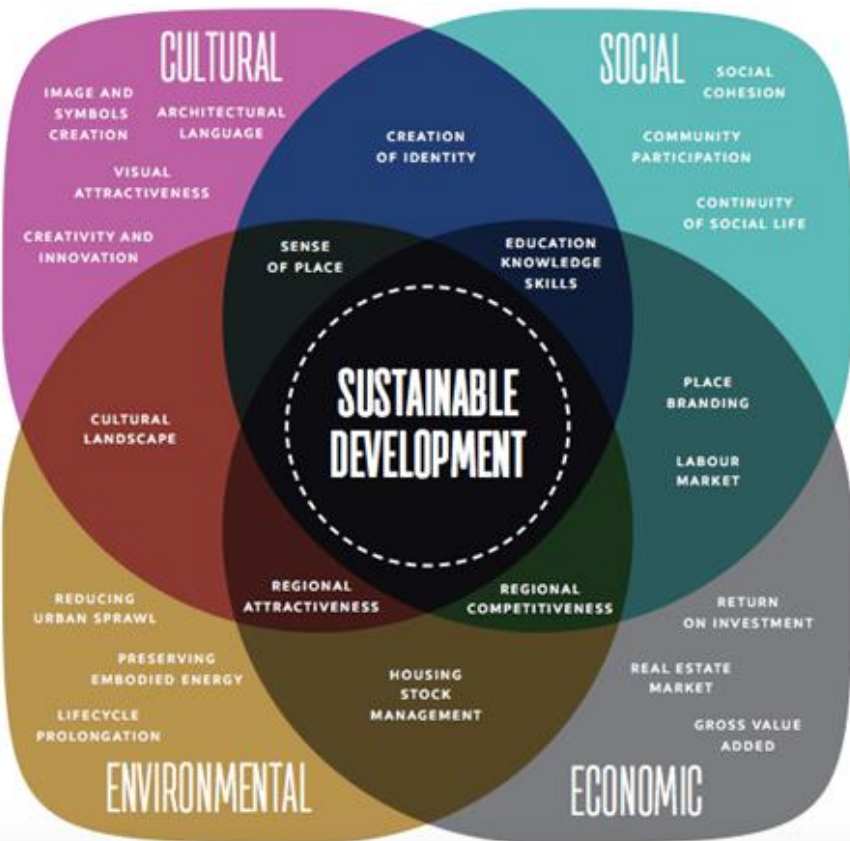 CULTURAL
IMAGE AND
SYMBOLS
CREATION
ARCHITECTURAL
LANGUAGE
VISUAL
ATTRACTIVENESS
CREATIVITY AND
INNOVATION
CREATION
OF IDENTITY
SOCIAL
SOCIAL
COHESION
COMMUNITY
PARTICIPATION
CONTINUITY
OF SOCIAL LIFE
SENSE
OF PLACE
EDUCATION
KNOWLEDGE
SKILLS
CULTURAL
LANDSCAPE
SUSTAINABLE
DEVELOPMENT
PLACE
BRANDING
LABOUR
MARKET
REGIONAL
ATTRACTIVENESS
REGIONAL
COMPETITIVENESS
REDUCING
URBAN SPRAWL
PRESERVING
EMBODIED ENERGY
LIFECYCLE
PROLONGATION
ENVIRONMENTAL
HOUSING
STOCK
MANAGEMENT
RETURN
ON INVESTMENT
REAL ESTATE
MARKET
GROSS VALUE
ADDED
ECONOMIC